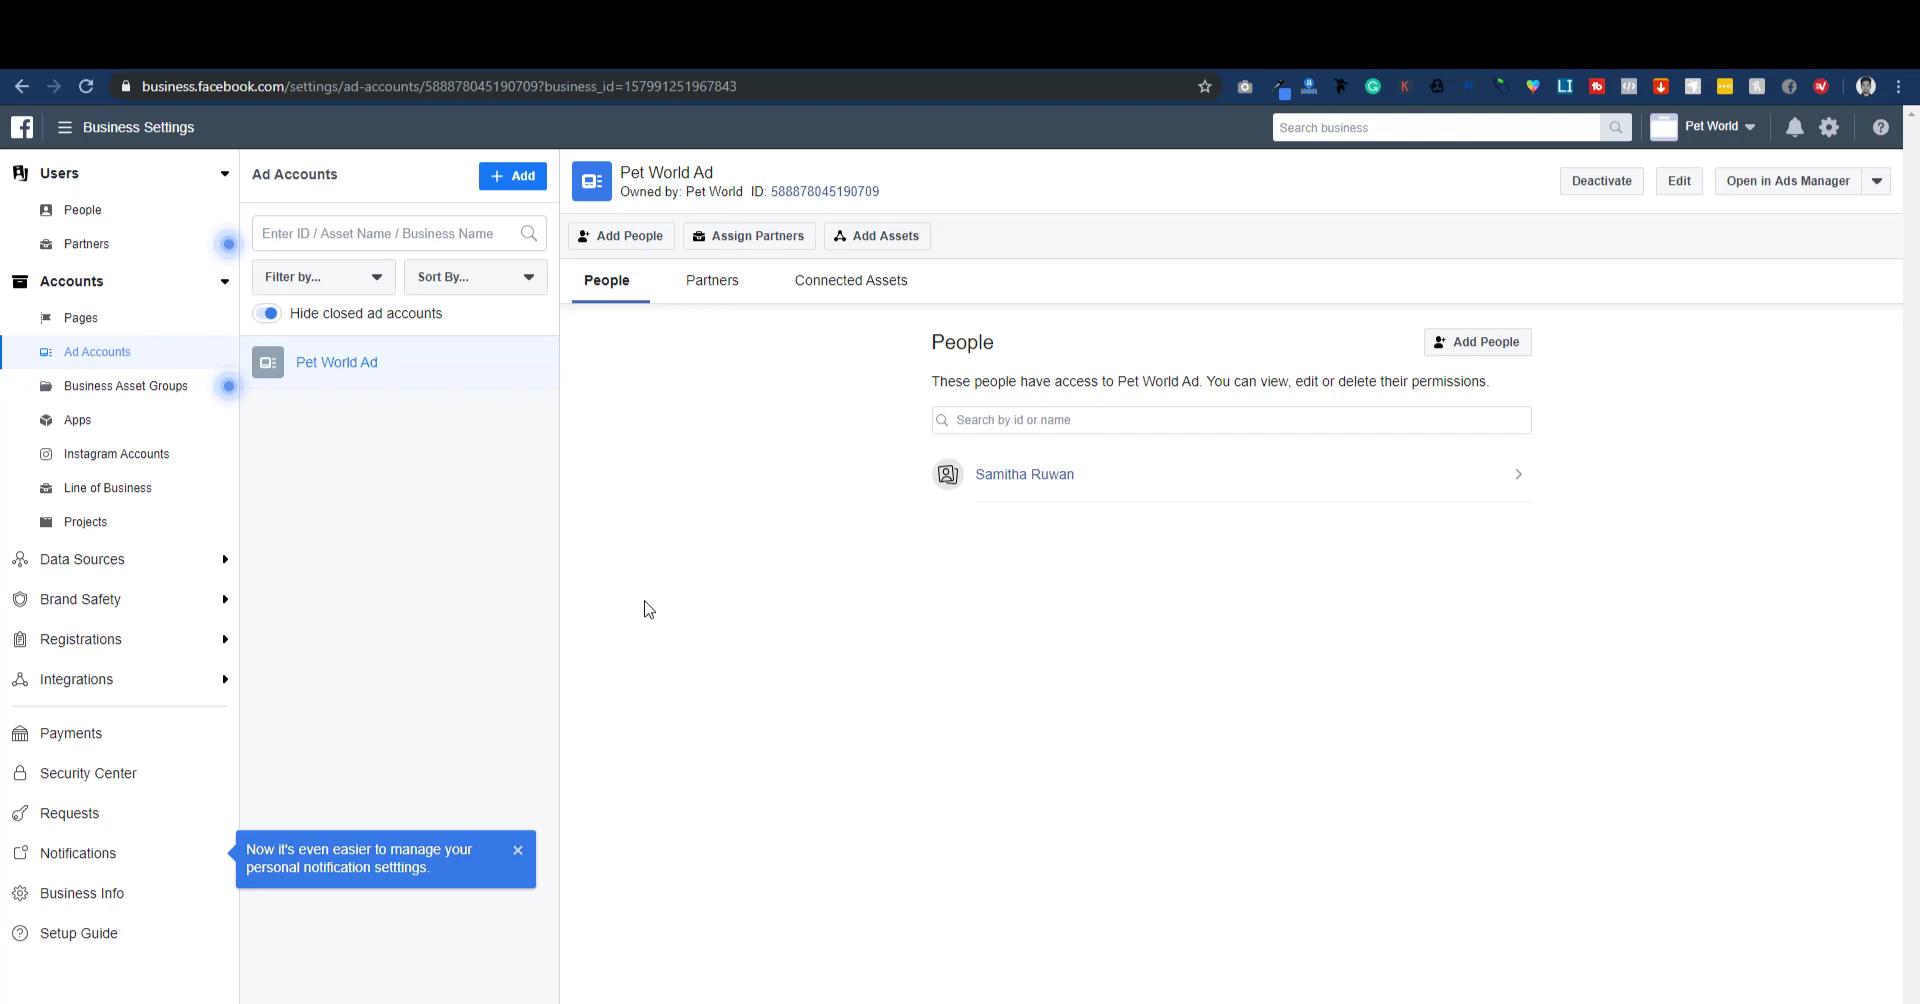 business.facebook.com/settings/ad-accounts/588878045190709?business_id=157991251967843
Business Settings
Search business
Pet World
Users
People
Partners
Accounts
Pages
Ad Accounts
Business Asset Groups
Apps
Instagram Accounts
Line of Business
Projects
Data Sources
Brand Safety
Registrations
Integrations
Payments
Security Center
Requests
Notifications
Business Info
Setup Guide
Ad Accounts
+ Add
Enter ID / Asset Name / Business Name
Filter by...
Sort By...
Hide closed ad accounts
Pet World Ad
Now it's even easier to manage your
personal notification setttings.
Pet World Ad
Owned by: Pet World ID: 588878045190709
Deactivate
Edit
Open in Ads Manager
Add People
Assign Partners
Add Assets
People
Partners
Connected Assets
People
Add People
These people have access to Pet World Ad. You can view, edit or delete their permissions.
Search by id or name
Samitha Ruwan